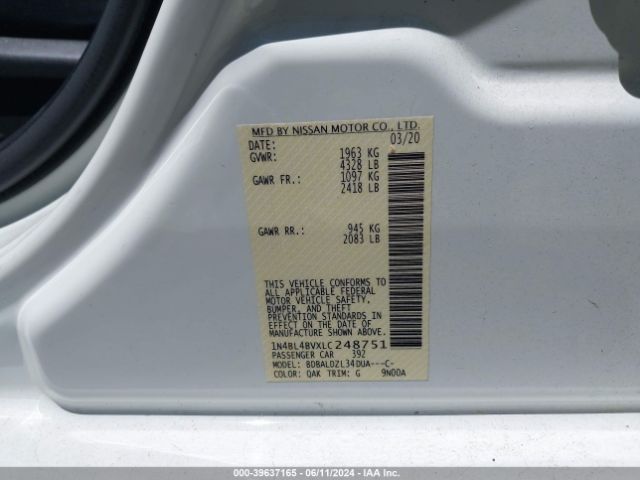 MFD BY NISSAN MOTOR CO., LTD.
DATE: 03/20
GVWR: 1963 KG
4328 LB
GAWR FR.: 1097 KG
2418 LB
GAWR RR.: 945 KG
2083 LB
THIS VEHICLE CONFORMS TO
ALL APPLICABLE FEDERAL
MOTOR VEHICLE SAFETY,
BUMPER, AND THEFT
PREVENTION STANDARDS IN
EFFECT ON THE DATE OF
MANUFACTURE SHOWN ABOVE.
1N4BL4BVXLC248751
PASSENGER CAR 392
MODEL: BDBALDZL34DUA---C-
COLOR: QAK TRIM: G 9N00A
000-39637165 - 06/11/2024 - IAA Inc.